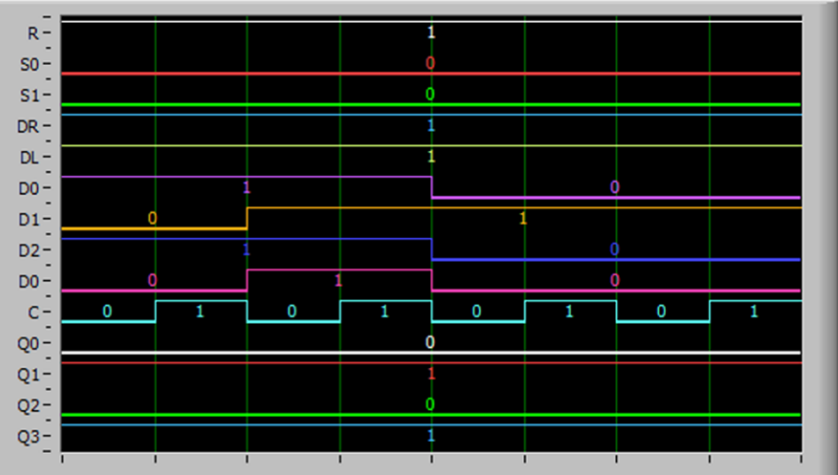 R 1
S0 0
S1 0
DR 1
DL 1
D0 1 0
D1 0 1
D2 1 0
D0 0 1 0
C 0 1 0 1 0 1 0 1
Q0 0
Q1 1
Q2 0
Q3 1